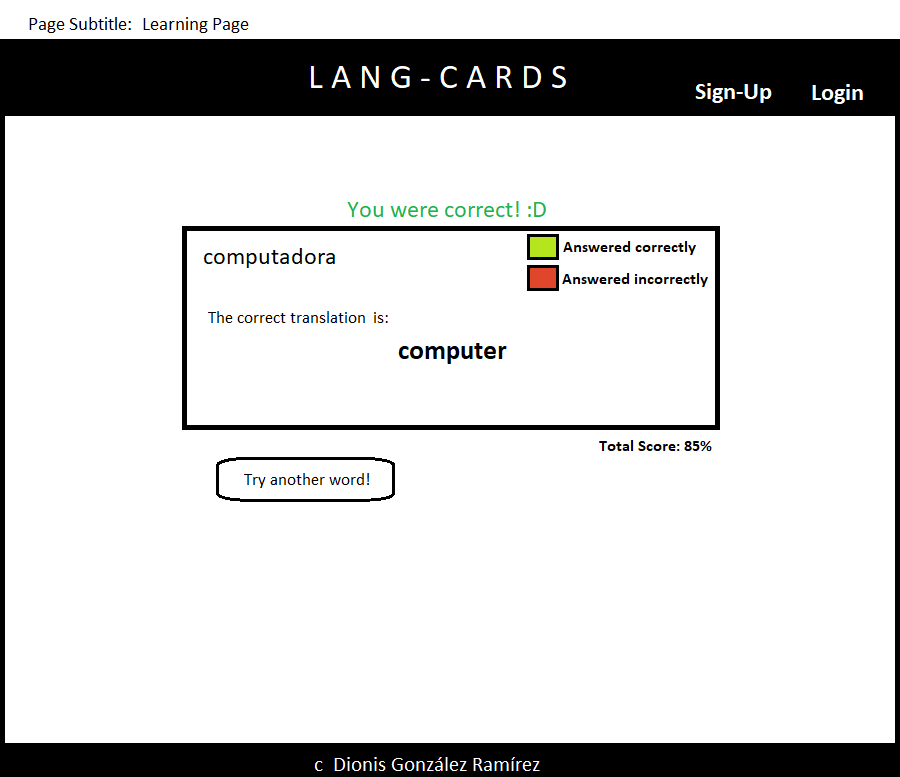 Page Subtitle: Learning Page
LANG-CARDS
Sign-Up Login
You were correct! :D
computadora
Answered correctly
Answered incorrectly
The correct translation is:
computer
Total Score: 85%
Try another word!
c Dionis González Ramírez